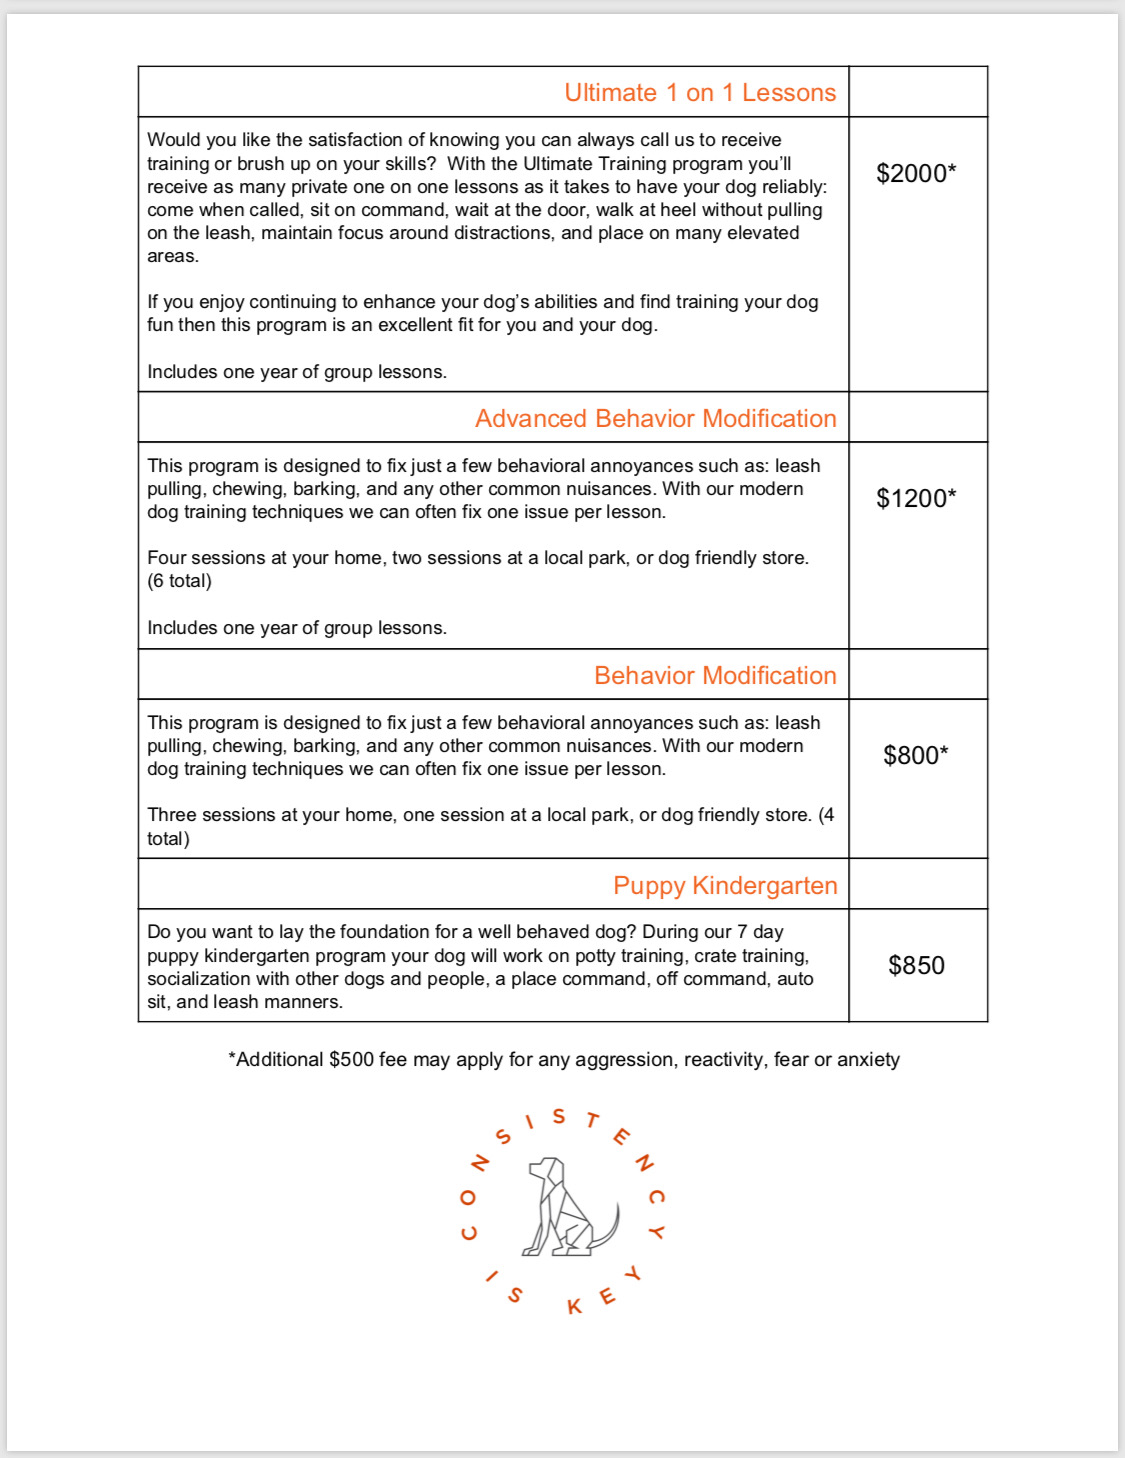 Ultimate 1 on 1 Lessons
Would you like the satisfaction of knowing you can always call us to receive
training or brush up on your skills?  With the Ultimate Training program you’ll
receive as many private one on one lessons as it takes to have your dog reliably:
come when called, sit on command, wait at the door, walk at heel without pulling
on the leash, maintain focus around distractions, and place on many elevated
areas.
If you enjoy continuing to enhance your dog’s abilities and find training your dog
fun then this program is an excellent fit for you and your dog.
Includes one year of group lessons.
$2000*
Advanced Behavior Modification
This program is designed to fix just a few behavioral annoyances such as: leash
pulling, chewing, barking, and any other common nuisances. With our modern
dog training techniques we can often fix one issue per lesson.
Four sessions at your home, two sessions at a local park, or dog friendly store.
(6 total)
Includes one year of group lessons.
$1200*
Behavior Modification
This program is designed to fix just a few behavioral annoyances such as: leash
pulling, chewing, barking, and any other common nuisances. With our modern
dog training techniques we can often fix one issue per lesson.
Three sessions at your home, one session at a local park, or dog friendly store. (4
total)
$800*
Puppy Kindergarten
Do you want to lay the foundation for a well behaved dog? During our 7 day
puppy kindergarten program your dog will work on potty training, crate training,
socialization with other dogs and people, a place command, off command, auto
sit, and leash manners.
$850
*Additional $500 fee may apply for any aggression, reactivity, fear or anxiety
CONSISTENCY
IS KEY